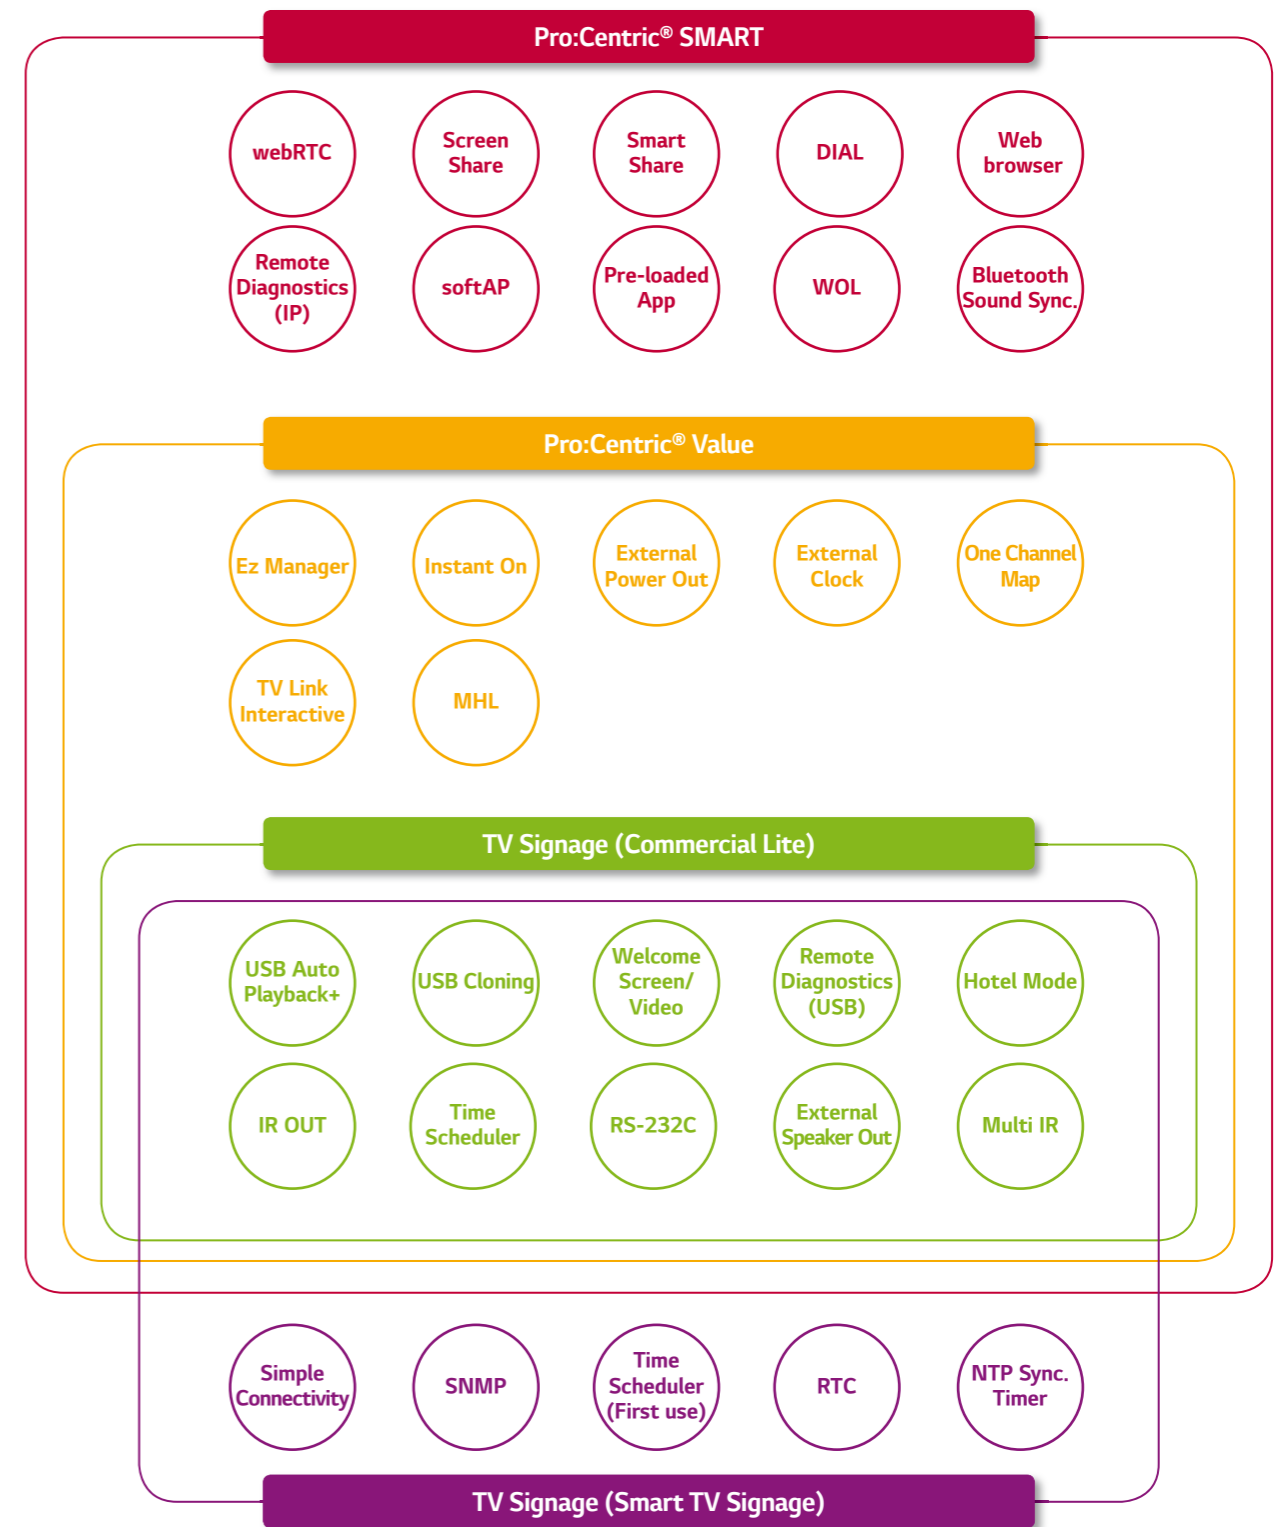 Pro:Centric® SMART
webRTC
Screen
Share
Smart
Share
DIAL
Web
browser
Remote
Diagnostics
(IP)
softAP
Pre-loaded
App
WOL
Bluetooth
Sound Sync.
Pro:Centric® Value
Ez Manager
Instant On
External
Power Out
External
Clock
One Channel
Map
TV Link
Interactive
MHL
TV Signage (Commercial Lite)
USB Auto
Playback+
USB Cloning
Welcome
Screen/
Video
Remote
Diagnostics
(USB)
Hotel Mode
IR OUT
Time
Scheduler
RS-232C
External
Speaker Out
Multi IR
Simple
Connectivity
SNMP
Time
Scheduler
(First use)
RTC
NTP Sync.
Timer
TV Signage (Smart TV Signage)